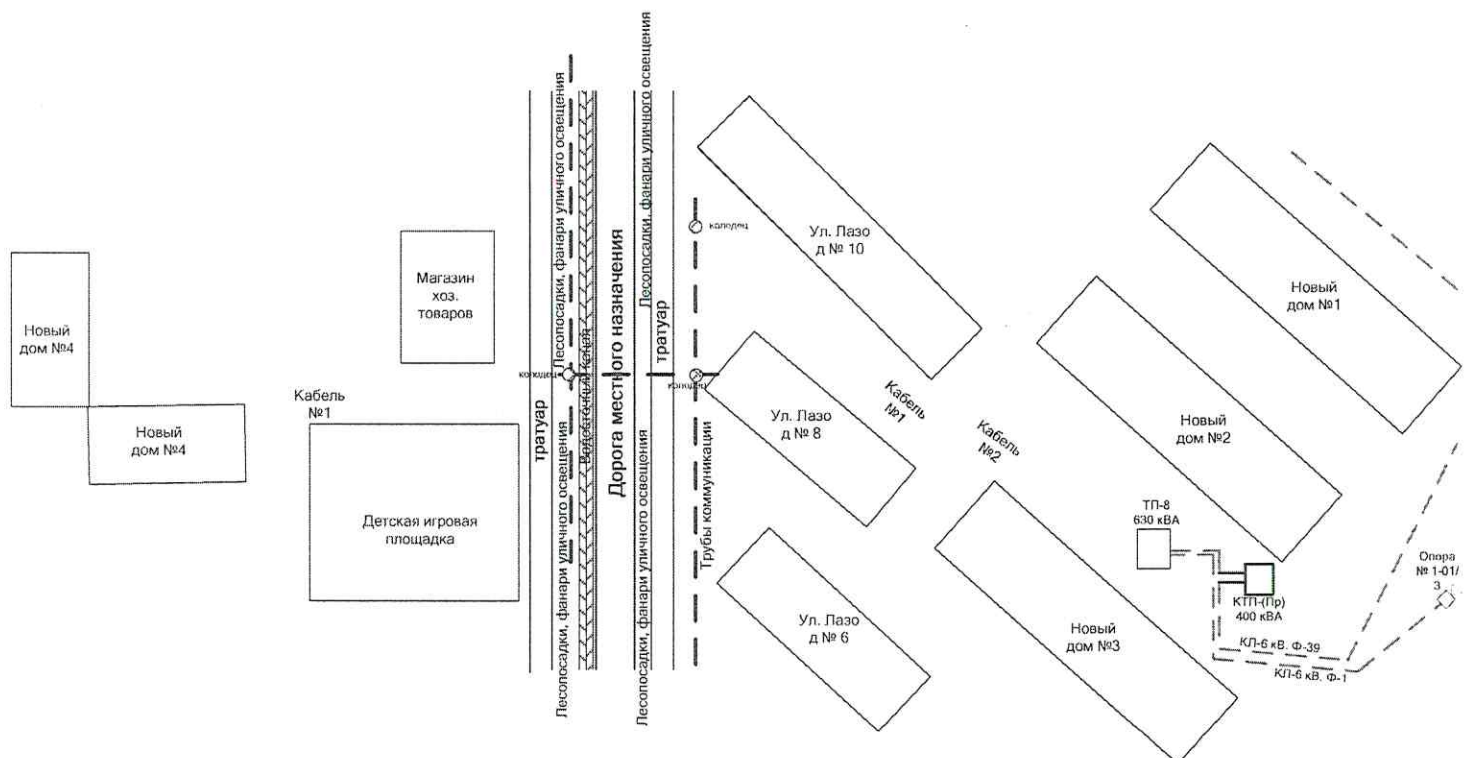 Новый
дом №4
Новый
дом №4
Магазин
хоз.
товаров
Кабель
№1
Детская игровая
площадка
тратуар
Лесопосадки, фанари уличного освещения
Лесопосадки, фанари уличного освещения
колодец
Дорога местного назначения
Лесопосадки, фанари уличного освещения
Лесопосадки, фанари уличного освещения
тратуар
колодец
колодец
Трубы коммуникации
Ул. Лазо
д № 10
Ул. Лазо
д № 8
Ул. Лазо
д № 6
Кабель
№1
Кабель
№2
Новый
дом №1
Новый
дом №2
Новый
дом №3
ТП-8
630 кВА
КТП-(Пр)
400 кВА
Опора
№ 1-01/
3
КЛ-6 кВ. Ф-39
КЛ-6 кВ. Ф-1